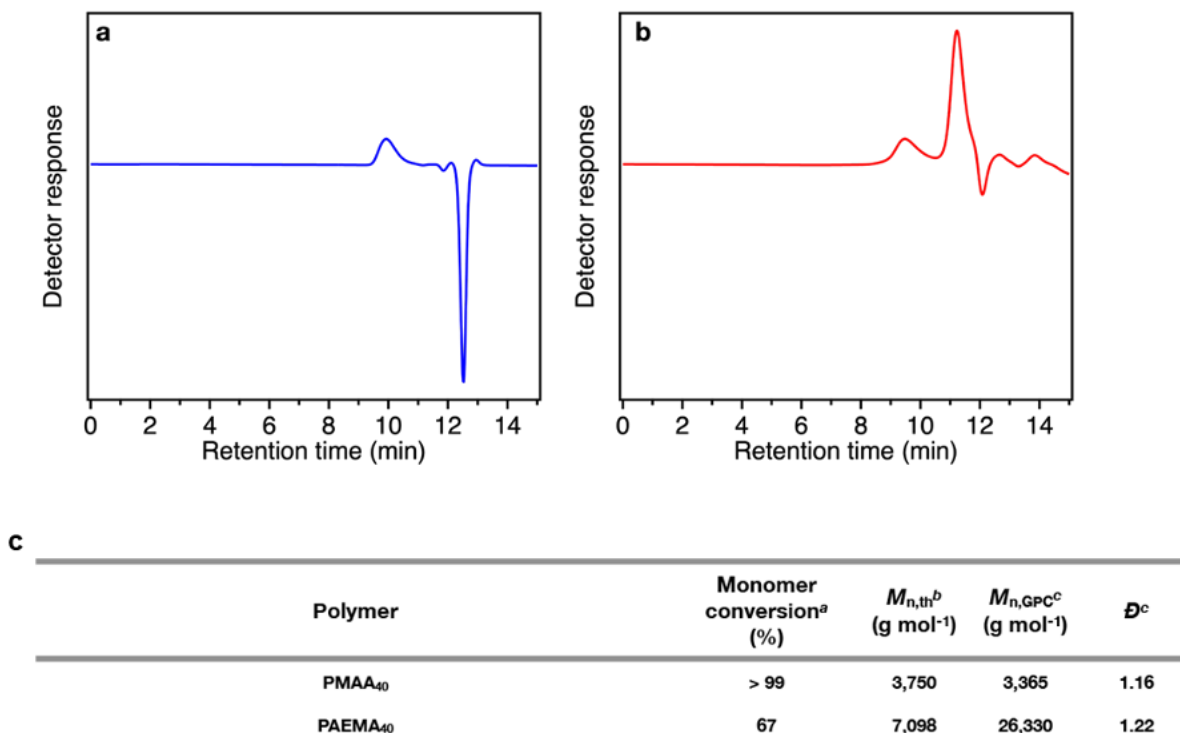 a
b
Detector response
Detector response
0 2 4 6 8 10 12 14
0 2 4 6 8 10 12 14
Retention time (min)
Retention time (min)
c
Polymer
Monomer
conversionᵃ
(%)
Mn,thᵇ
(g mol⁻¹)
Mn,GPCᶜ
(g mol⁻¹)
Đᶜ
PMAA₄₀ > 99 3,750 3,365 1.16
PAEMA₄₀ 67 7,098 26,330 1.22